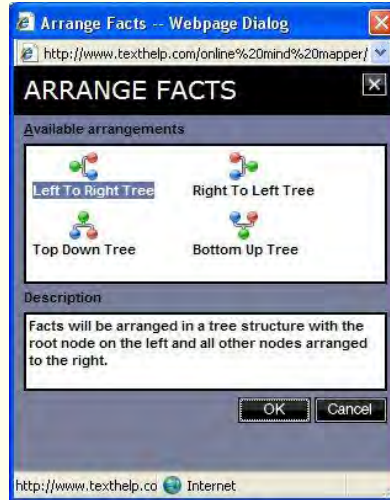 Arrange Facts -- Webpage Dialog
http://www.texthelp.com/online%20mind%20mapper/
ARRANGE FACTS
Available arrangements
Left To Right Tree
Right To Left Tree
Top Down Tree
Bottom Up Tree
Description
Facts will be arranged in a tree structure with the
root node on the left and all other nodes arranged
to the right.
OK
Cancel
http://www.texthelp.co
Internet